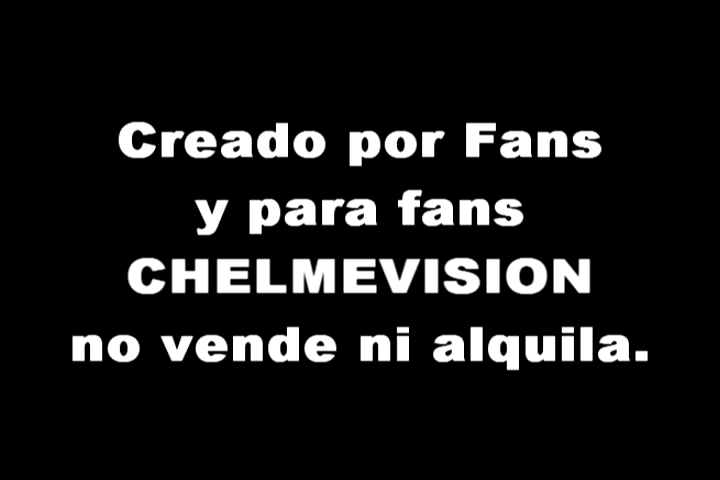 Creado por Fans
y para fans
CHELMEVISION
no vende ni alquila.